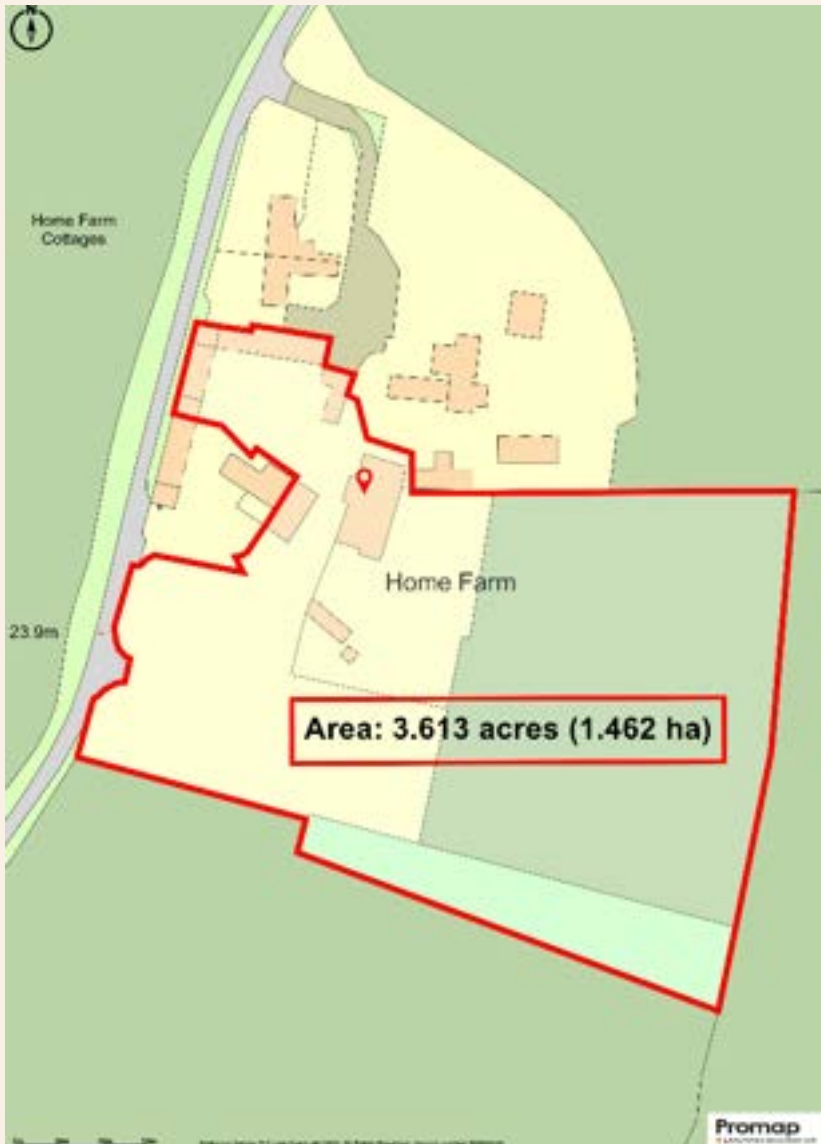 N
Home Farm
Cottages
Home Farm
23.9m
Area: 3.613 acres (1.462 ha)
Promap